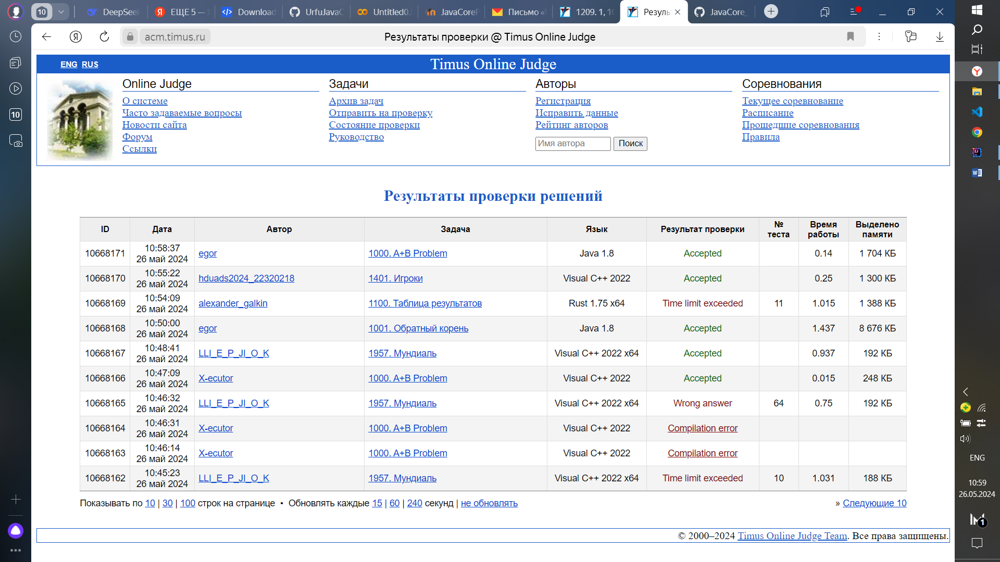 10 DeepSeek ЕЩЕ 5 — Download UrfuJavaC Untitled0. JavaCoreP Письмо « 1209. 1, 10 Резуль JavaCore_
acm.timus.ru Результаты проверки @ Timus Online Judge
10
ENG RUS Timus Online Judge
Online Judge
О системе
Часто задаваемые вопросы
Новости сайта
Форум
Ссылки
Задачи
Архив задач
Отправить на проверку
Состояние проверки
Руководство
Авторы
Регистрация
Исправить данные
Рейтинг авторов
Имя автора Поиск
Соревнования
Текущее соревнование
Расписание
Прошедшие соревнования
Правила
Результаты проверки решений
ID Дата Автор Задача Язык Результат проверки № теста Время работы Выделено памяти
10668171 10:58:37 26 май 2024 egor 1000. A+B Problem Java 1.8 Accepted 0.14 1 704 КБ
10668170 10:55:22 26 май 2024 hduads2024_22320218 1401. Игроки Visual C++ 2022 Accepted 0.25 1 300 КБ
10668169 10:54:09 26 май 2024 alexander_galkin 1100. Таблица результатов Rust 1.75 x64 Time limit exceeded 11 1.015 1 388 КБ
10668168 10:50:00 26 май 2024 egor 1001. Обратный корень Java 1.8 Accepted 1.437 8 676 КБ
10668167 10:48:41 26 май 2024 LLI_E_P_JI_O_K 1957. Мундиаль Visual C++ 2022 x64 Accepted 0.937 192 КБ
10668166 10:47:09 26 май 2024 X-ecutor 1000. A+B Problem Visual C++ 2022 Accepted 0.015 248 КБ
10668165 10:46:32 26 май 2024 LLI_E_P_JI_O_K 1957. Мундиаль Visual C++ 2022 x64 Wrong answer 64 0.75 192 КБ
10668164 10:46:31 26 май 2024 X-ecutor 1000. A+B Problem Visual C++ 2022 Compilation error
10668163 10:46:14 26 май 2024 X-ecutor 1000. A+B Problem Visual C++ 2022 Compilation error
10668162 10:45:23 26 май 2024 LLI_E_P_JI_O_K 1957. Мундиаль Visual C++ 2022 x64 Time limit exceeded 10 1.031 188 КБ
Показывать по 10 | 30 | 100 строк на странице • Обновлять каждые 15 | 60 | 240 секунд | не обновлять » Следующие 10
© 2000–2024 Timus Online Judge Team. Все права защищены.
ENG
10:59
26.05.2024
1